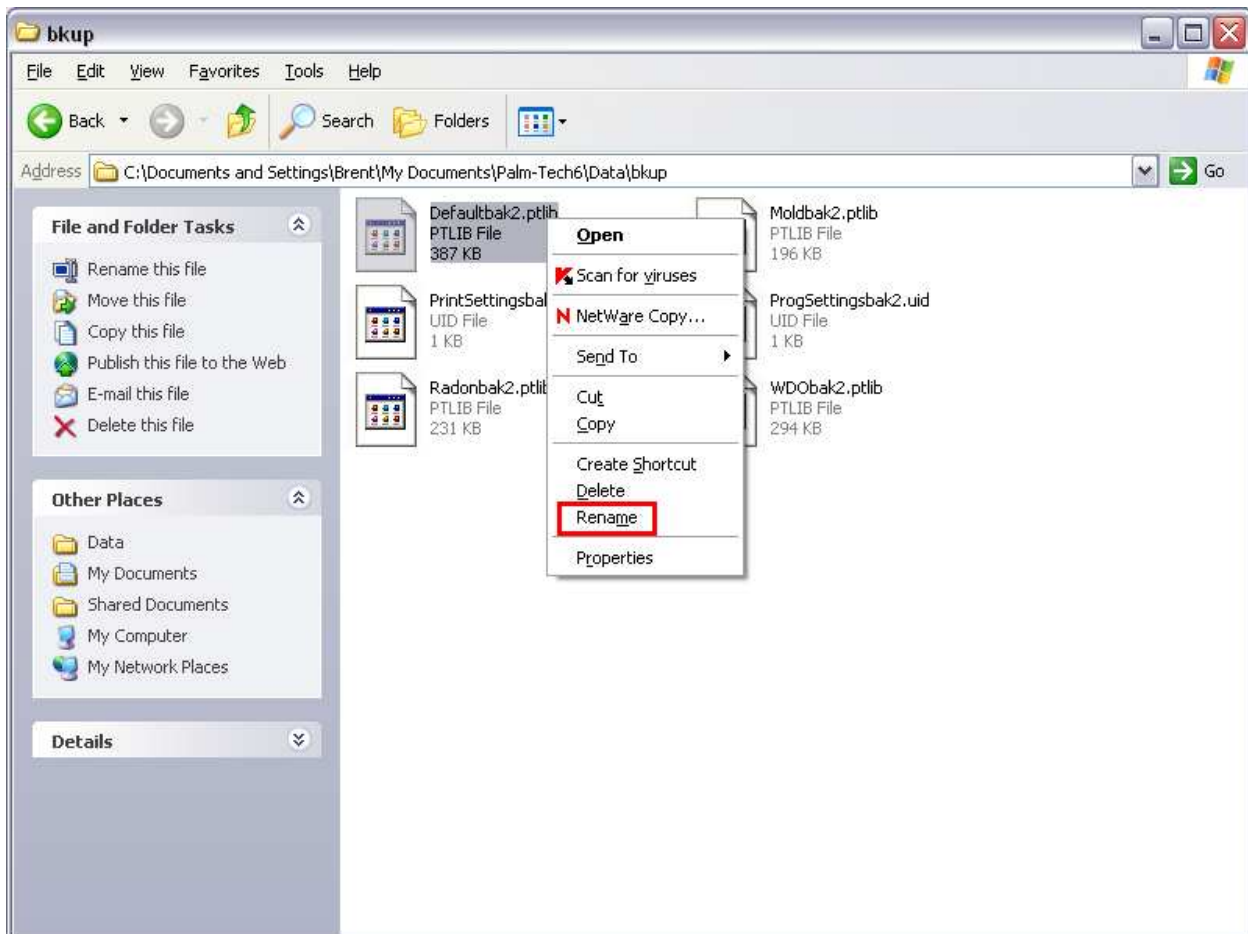 bkup
File Edit View Favorites Tools Help
Back Search Folders
Address C:\Documents and Settings\Brent\My Documents\Palm-Tech6\Data\bkup Go
File and Folder Tasks
Rename this file
Move this file
Copy this file
Publish this file to the Web
E-mail this file
Delete this file
Other Places
Data
My Documents
Shared Documents
My Computer
My Network Places
Details
Defaultbak2.ptlib
PTLIB File
387 KB
Moldbak2.ptlib
PTLIB File
196 KB
PrintSettingsbak
UID File
1 KB
ProgSettingsbak2.uid
UID File
1 KB
Radonbak2.ptlib
PTLIB File
231 KB
WDObak2.ptlib
PTLIB File
294 KB
Open
Scan for viruses
NetWare Copy...
Send To
Cut
Copy
Create Shortcut
Delete
Rename
Properties